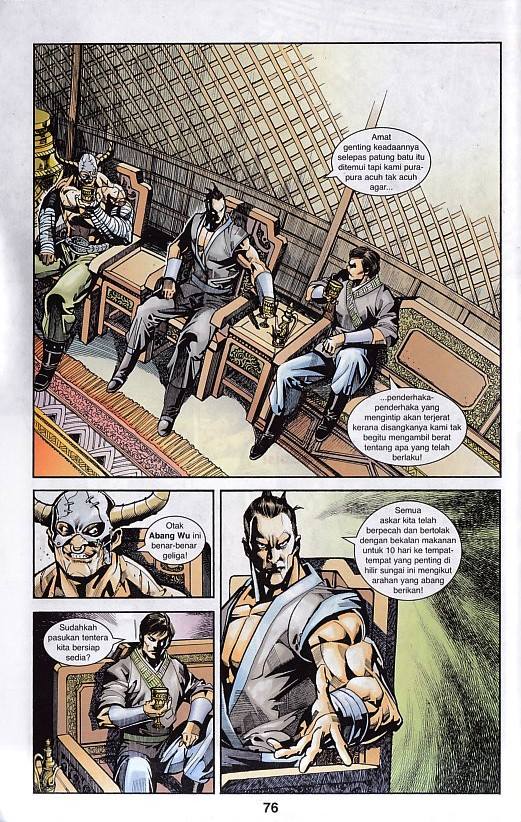 Amat
genting keadaannya
selepas patung batu itu
ditemui tapi kami pura-
pura acuh tak acuh
agar...
...penderhaka-
penderhaka yang
mengintip akan terjerat
kerana disangkanya kami tak
begitu mengambil berat
tentang apa yang telah
berlaku!
Otak
Abang Wu ini
benar-benar
geliga!
Sudahkah
pasukan tentera
kita bersiap
sedia?
Semua
askar kita telah
berpecah dan bertolak
dengan bekalan makanan
untuk 10 hari ke tempat-
tempat yang penting di
hilir sungai ini mengikut
arahan yang abang
berikan!
76